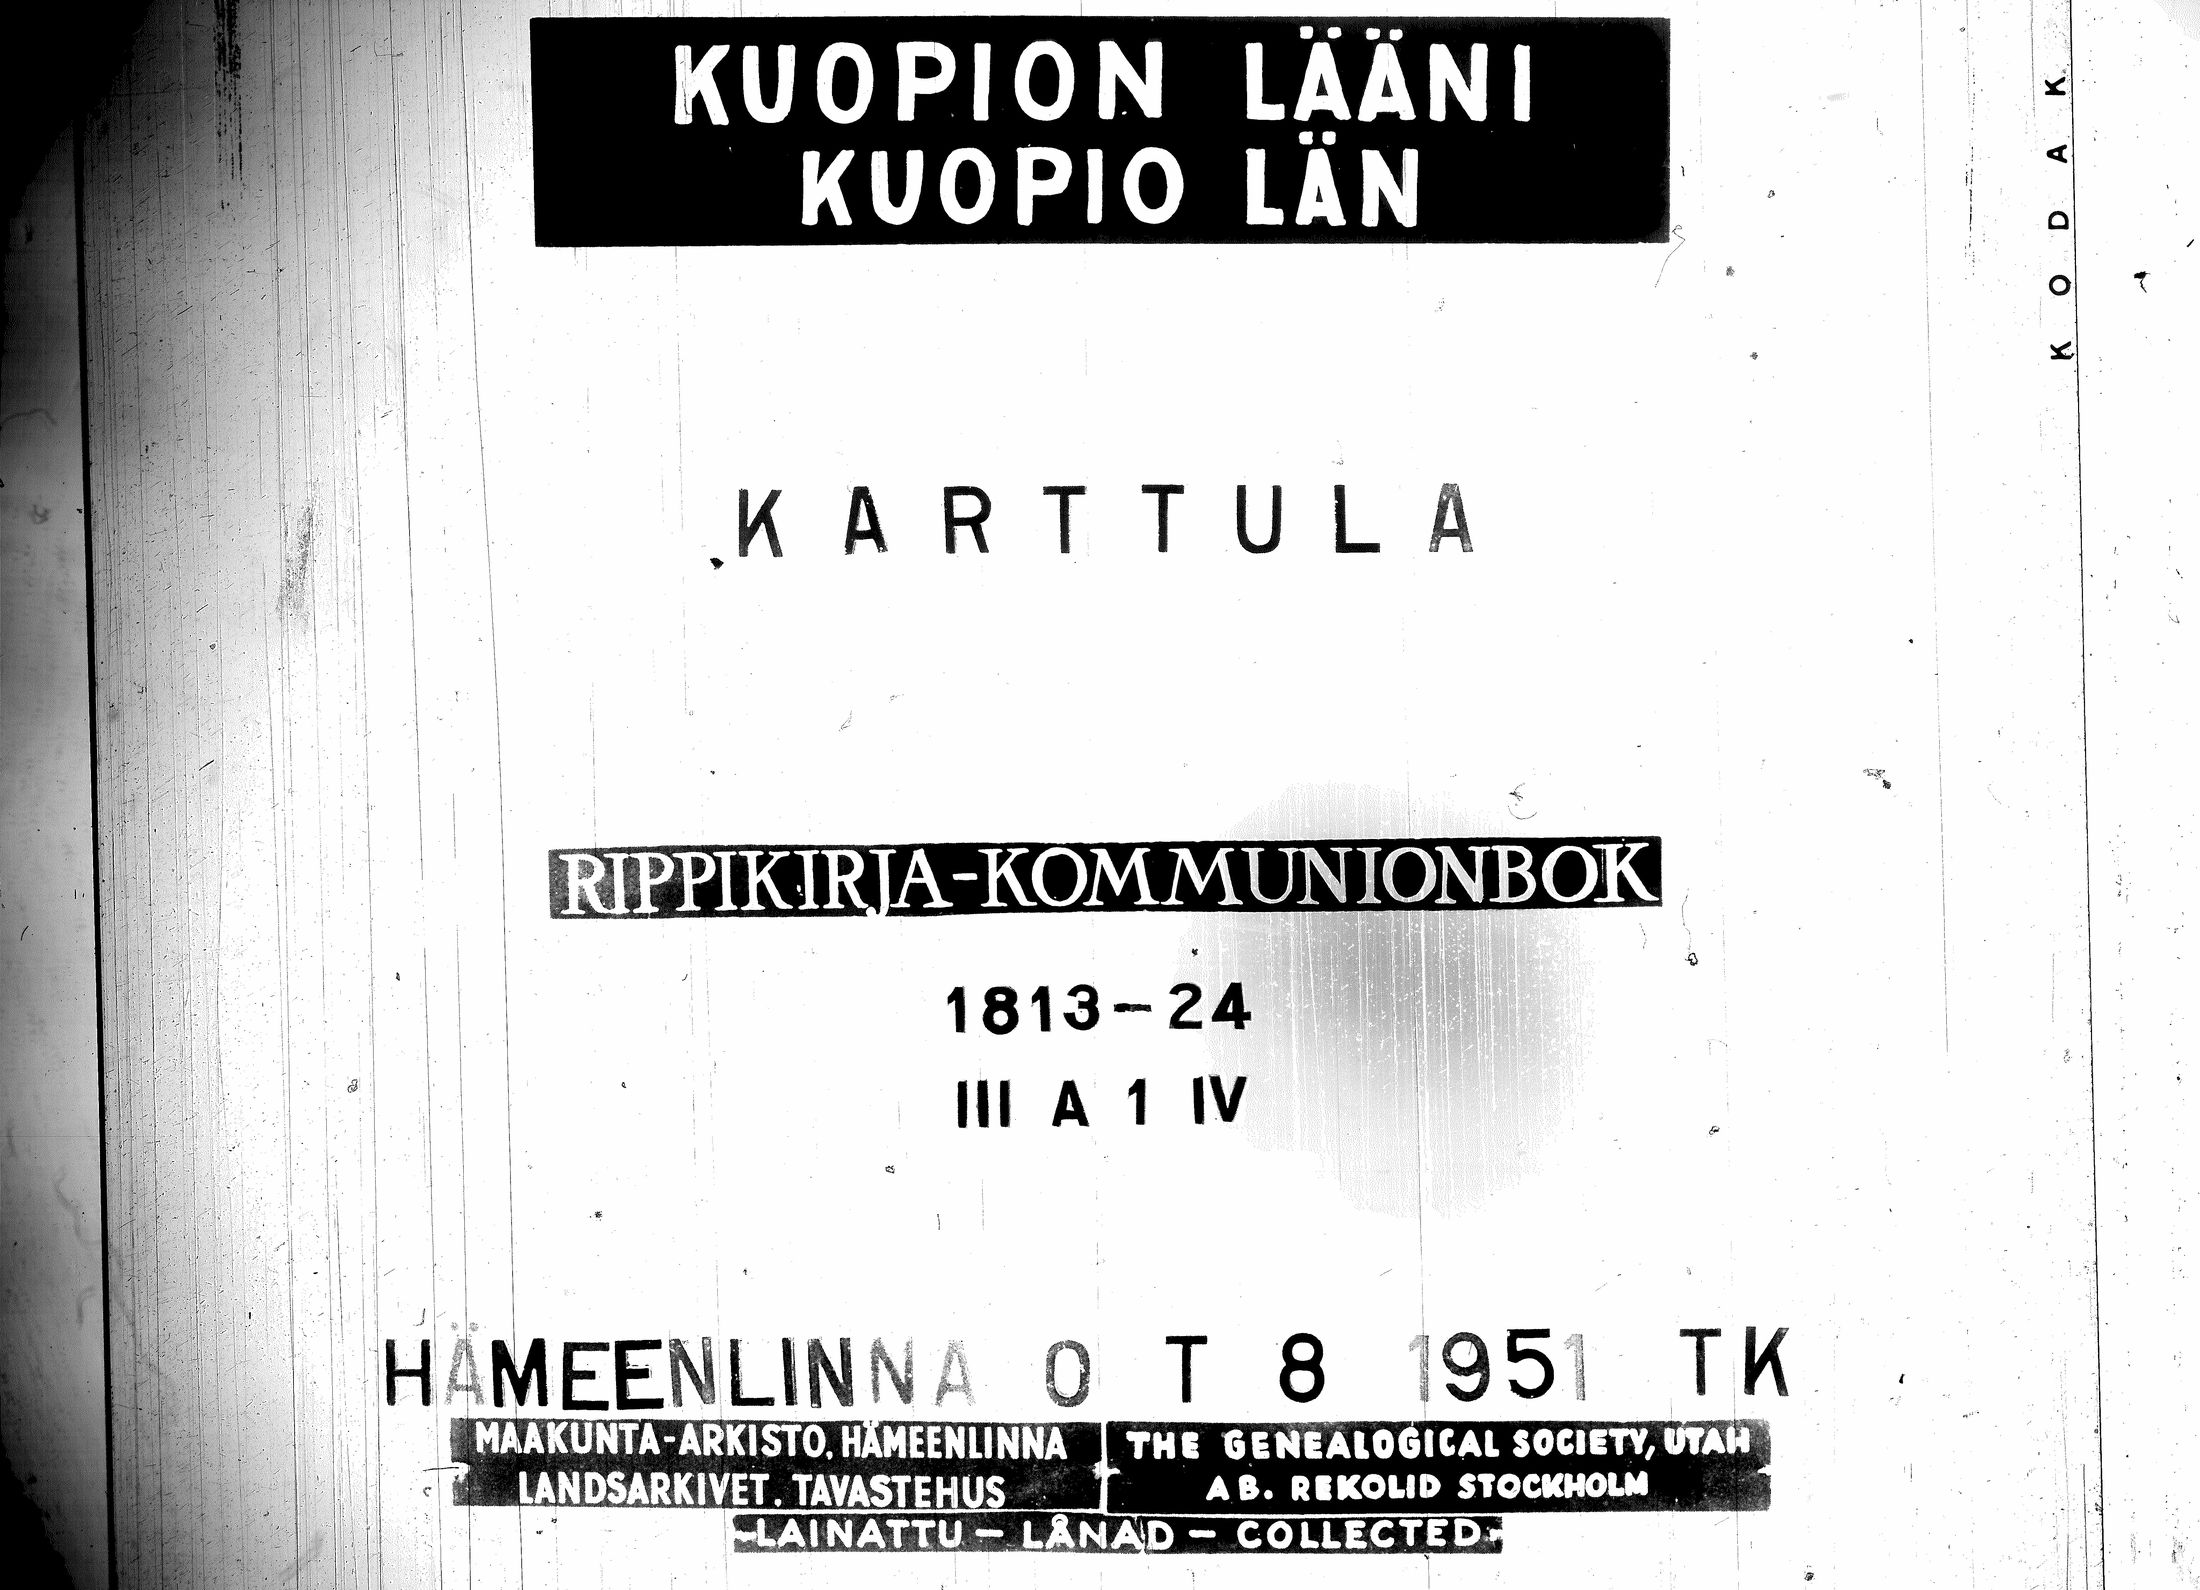 KUOPION LÄÄNI
KUOPIO LÄN
KODAK
KARTTULA
RIPPIKIRJA-KOMMUNIONBOK
1813-24
III A 1 IV
HÄMEENLINNA O T 8 1951 TK
MAAKUNTA-ARKISTO, HÄMEENLINNA
LANDSARKIVET. TAVASTEHUS
THE GENEALOGICAL SOCIETY, UTAH
AB. REKOLID STOCKHOLM
-LAINATTU - LÅNAD - COLLECTED-